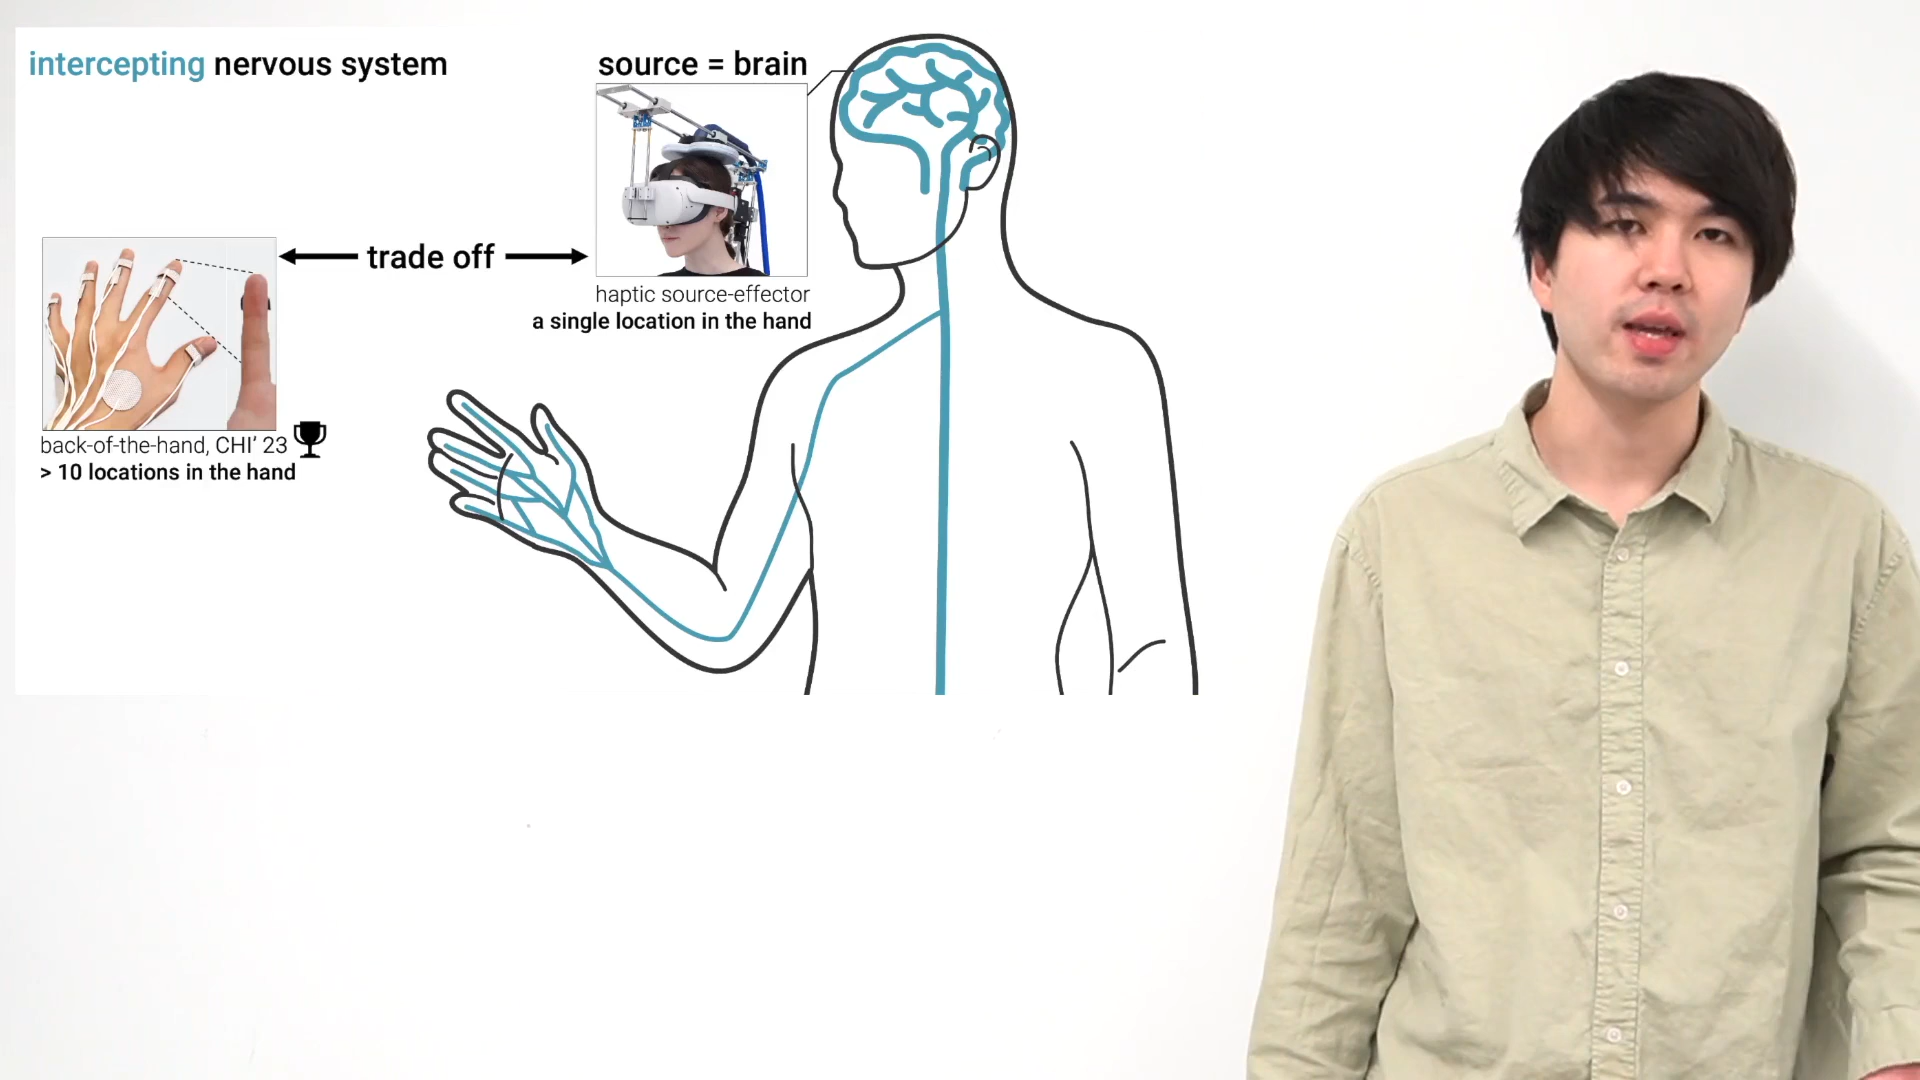 intercepting nervous system
source = brain
trade off
haptic source-effector
a single location in the hand
back-of-the-hand, CHI’ 23
> 10 locations in the hand